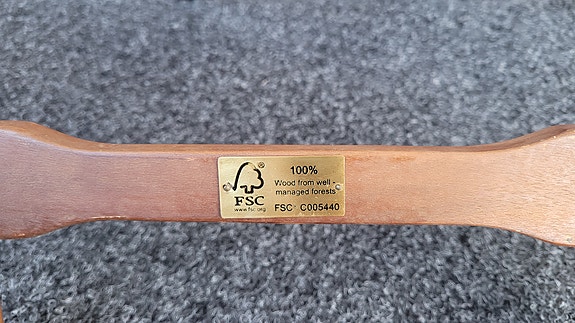 ®
FSC
www.fsc.org
100%
Wood from well -
managed forests
FSC® C005440